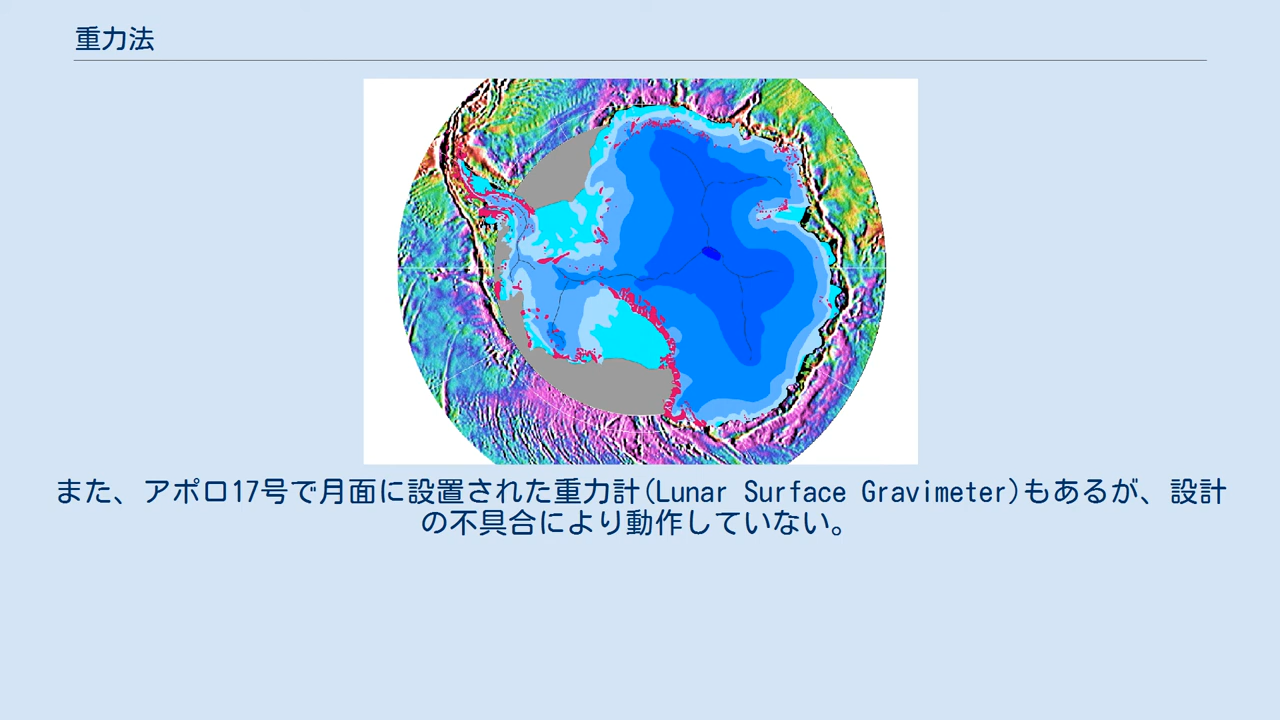 重力法
また、アポロ17号で月面に設置された重力計(Lunar Surface Gravimeter)もあるが、設計
の不具合により動作していない。